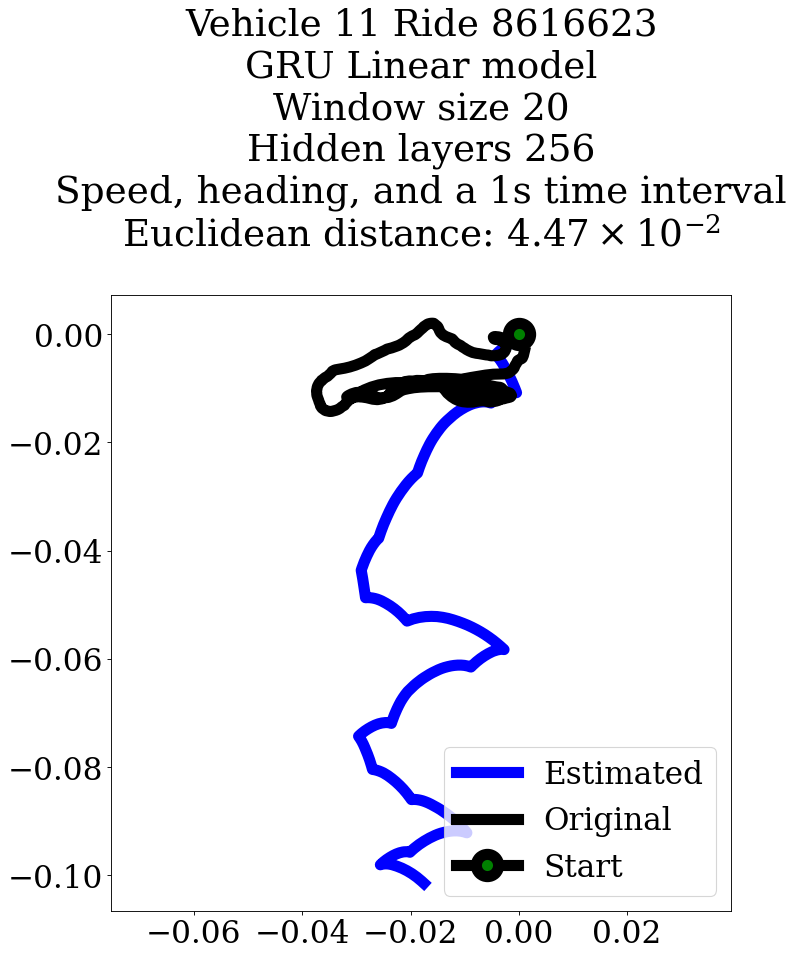 Vehicle 11 Ride 8616623
GRU Linear model
Window size 20
Hidden layers 256
Speed, heading, and a 1s time interval
Euclidean distance: 4.47 × 10⁻²
0.00
−0.02
−0.04
−0.06
−0.08
−0.10
Estimated
Original
Start
−0.06 −0.04 −0.02 0.00 0.02